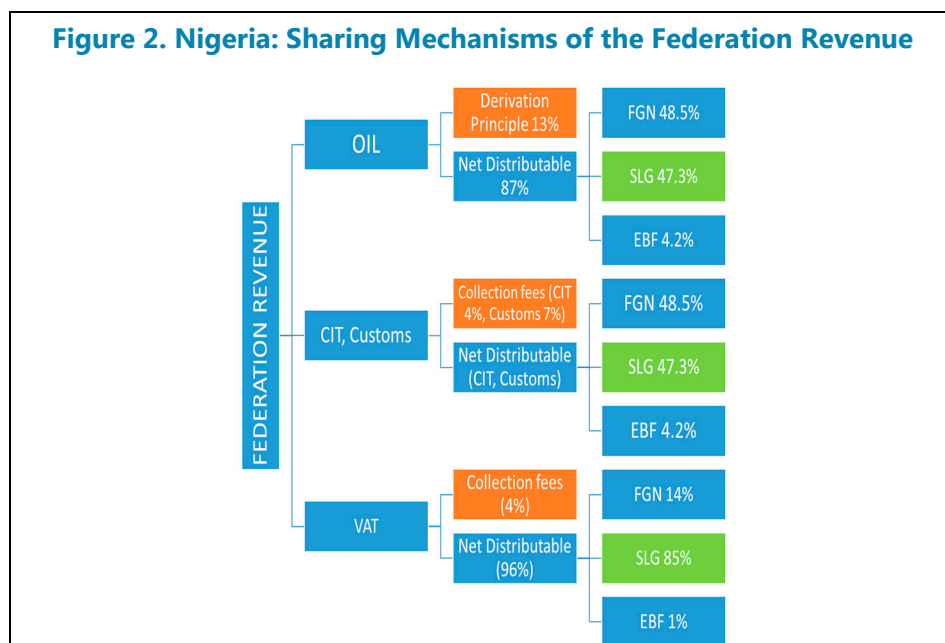 Figure 2. Nigeria: Sharing Mechanisms of the Federation Revenue
FEDERATION REVENUE
OIL
Derivation
Principle 13%
Net Distributable
87%
FGN 48.5%
SLG 47.3%
EBF 4.2%
CIT, Customs
Collection fees (CIT
4%, Customs 7%)
Net Distributable
(CIT, Customs)
FGN 48.5%
SLG 47.3%
EBF 4.2%
VAT
Collection fees
(4%)
Net Distributable
(96%)
FGN 14%
SLG 85%
EBF 1%